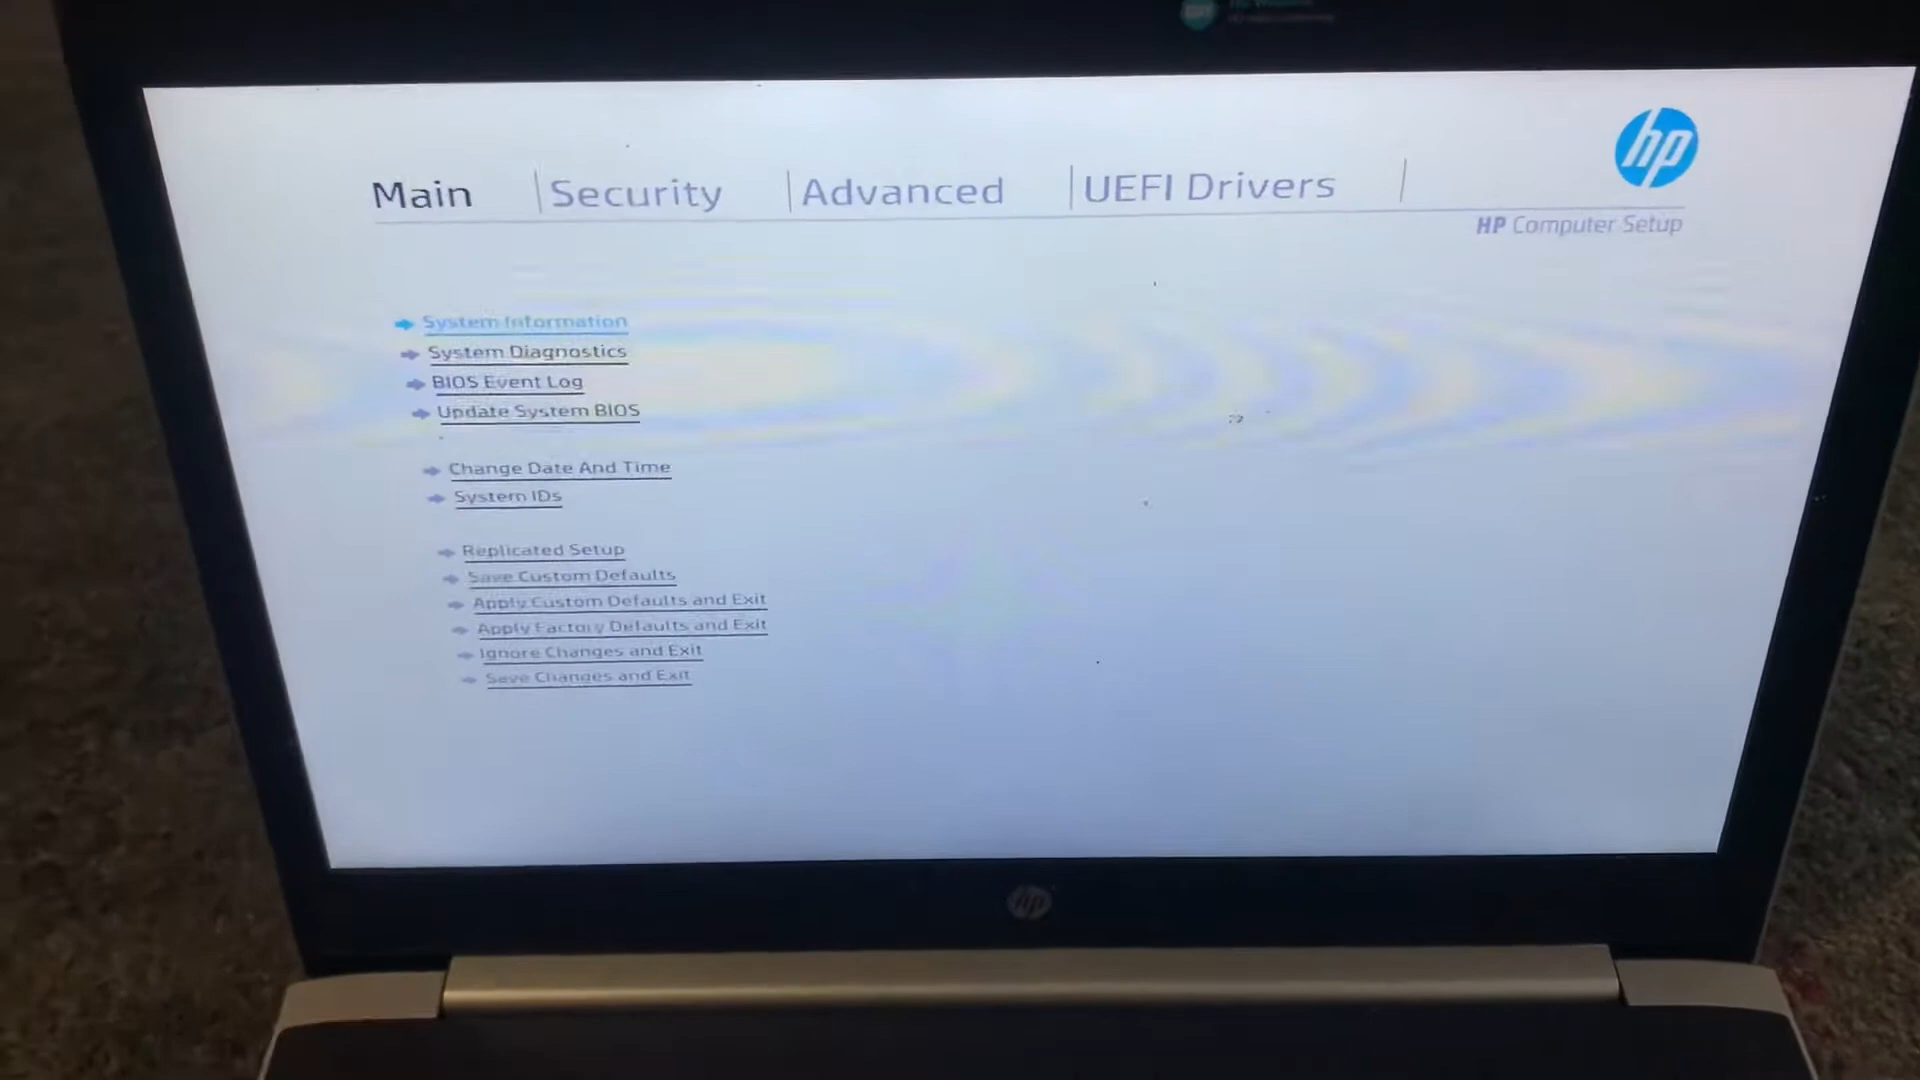 Main
Security
Advanced
UEFI Drivers
hp
HP Computer Setup
System Information
System Diagnostics
BIOS Event Log
Update System BIOS
Change Date And Time
System IDs
Replicated Setup
Save Custom Defaults
Apply Custom Defaults and Exit
Apply Factory Defaults and Exit
Ignore Changes and Exit
Save Changes and Exit
hp